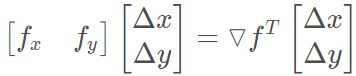 [f_x f_y] [Δx Δy] = ▽f^T [Δx Δy]